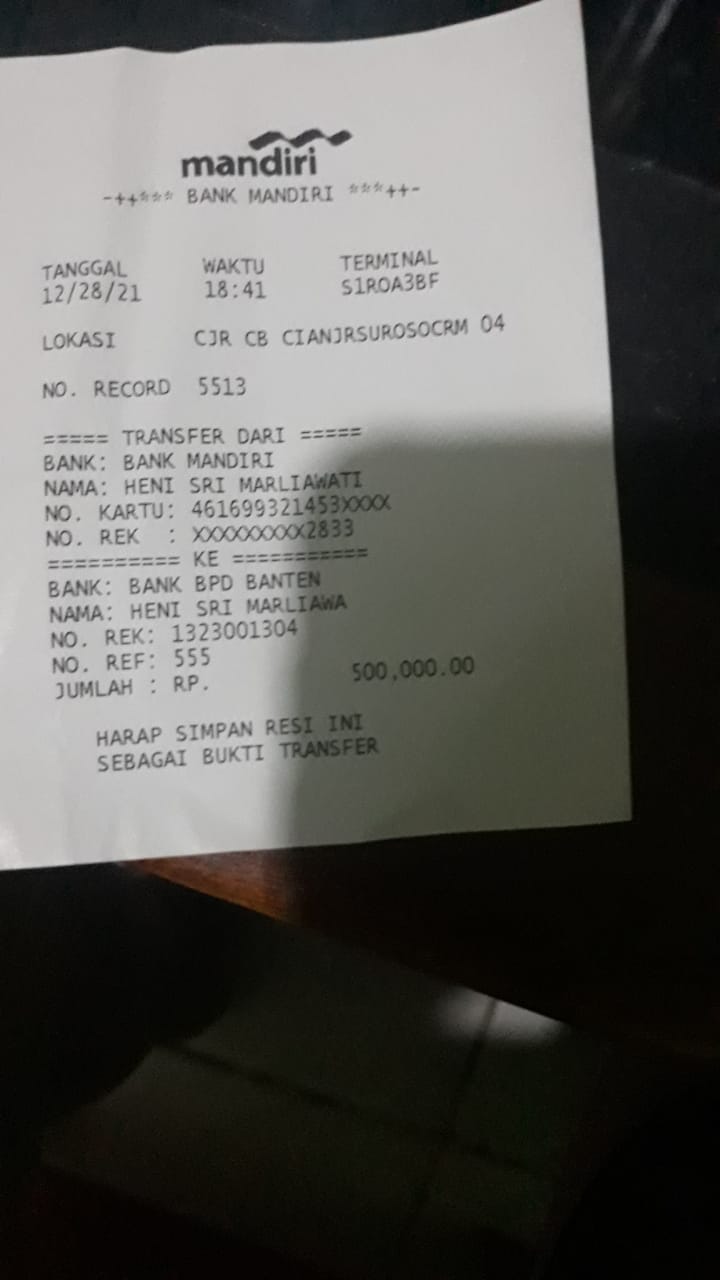 mandiri
-++*** BANK MANDIRI ***++-
TANGGAL WAKTU TERMINAL
12/28/21 18:41 S1ROA3BF
LOKASI CJR CB CIANJRSUROSOCRM 04
NO. RECORD 5513
===== TRANSFER DARI =====
BANK: BANK MANDIRI
NAMA: HENI SRI MARLIAWATI
NO. KARTU: 461699321453XXXX
NO. REK : XXXXXXXXX2833
========== KE ===========
BANK: BANK BPD BANTEN
NAMA: HENI SRI MARLIAWA
NO. REK: 1323001304
NO. REF: 555
JUMLAH : RP. 500,000.00
HARAP SIMPAN RESI INI
SEBAGAI BUKTI TRANSFER